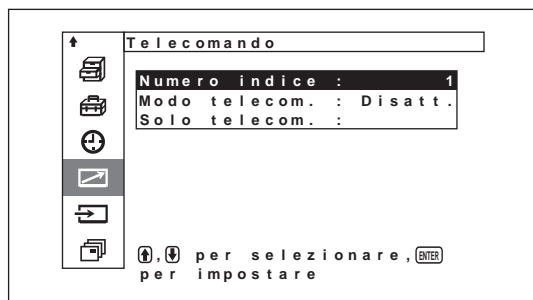 Telecomando
Numero indice : 1
Modo telecom. : Disatt.
Solo telecom. :
↑,↓ per selezionare, ENTER
per impostare